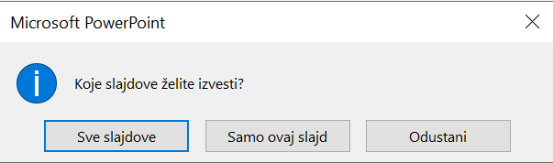 Microsoft PowerPoint
Koje slajdove želite izvesti?
Sve slajdove
Samo ovaj slajd
Odustani